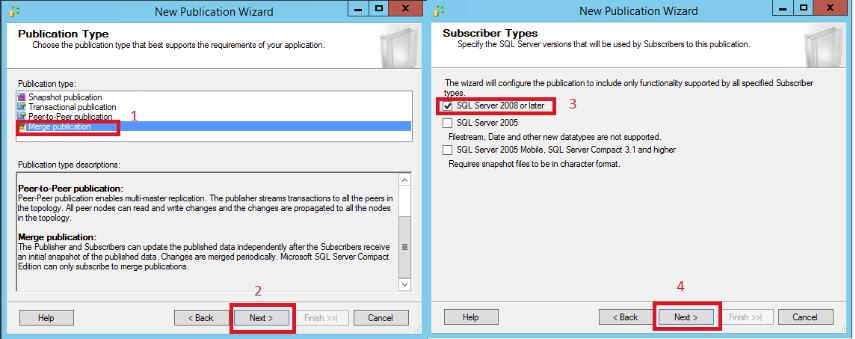 New Publication Wizard
Publication Type
Choose the publication type that best supports the requirements of your application.
Publication type:
Snapshot publication
Transactional publication
Peer-to-Peer publication
Merge publication
1
Publication type descriptions:
Peer-to-Peer publication:
Peer-Peer publication enables multi-master replication. The publisher streams transactions to all the peers in
the topology. All peer nodes can read and write changes and the changes are propagated to all the nodes
in the topology.
Merge publication:
The Publisher and Subscribers can update the published data independently after the Subscribers receive
an initial snapshot of the published data. Changes are merged periodically. Microsoft SQL Server Compact
Edition can only subscribe to merge publications.
2
Help
< Back
Next >
Finish >>|
Cancel
New Publication Wizard
Subscriber Types
Specify the SQL Server versions that will be used by Subscribers to this publication.
The wizard will configure the publication to include only functionality supported by all specified Subscriber
types.
SQL Server 2008 or later
3
SQL Server 2005
Filestream, Date and other new datatypes are not supported.
SQL Server 2005 Mobile, SQL Server Compact 3.1 and higher
Requires snapshot files to be in character format.
4
Help
< Back
Next >
Finish >>|
Cancel